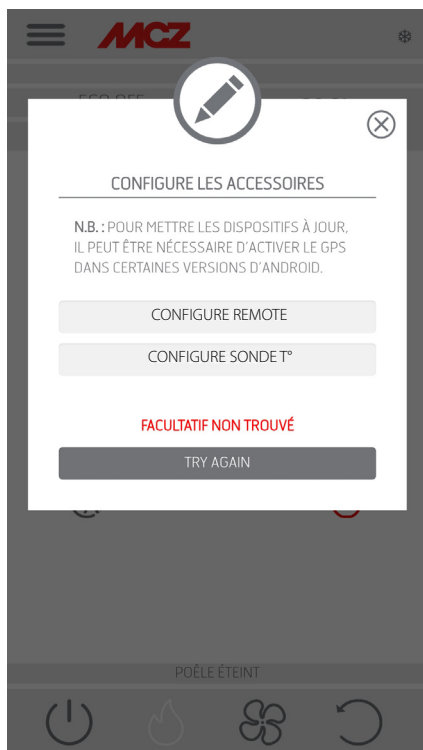 MCZ
CONFIGURE LES ACCESSOIRES
N.B. : POUR METTRE LES DISPOSITIFS À JOUR,
IL PEUT ÊTRE NÉCESSAIRE D'ACTIVER LE GPS
DANS CERTAINES VERSIONS D'ANDROID.
CONFIGURE REMOTE
CONFIGURE SONDE T°
FACULTATIF NON TROUVÉ
TRY AGAIN
POÊLE ÉTEINT